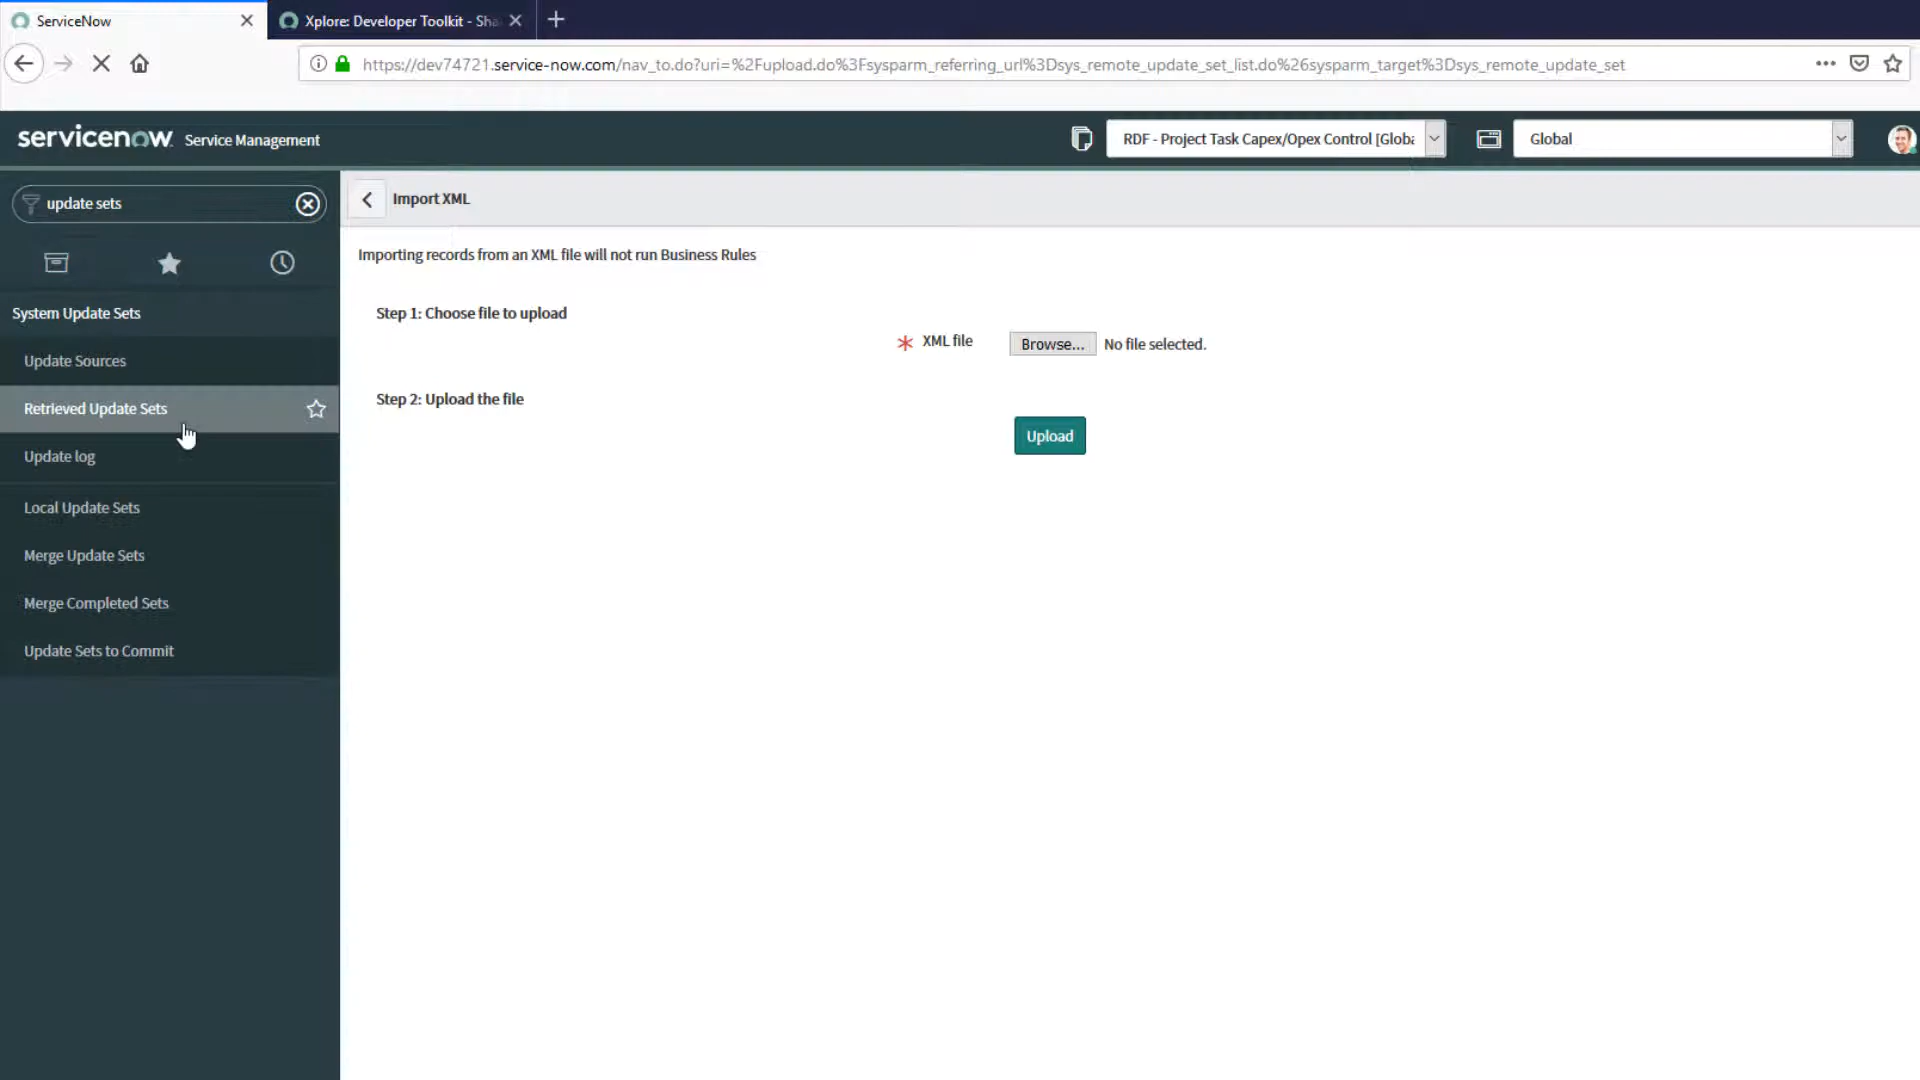 ServiceNow
Xplore: Developer Toolkit - Sha
https://dev74721.service-now.com/nav_to.do?uri=%2Fupload.do%3Fsysparm_referring_url%3Dsys_remote_update_set_list.do%26sysparm_target%3Dsys_remote_update_set
servicenow Service Management
RDF - Project Task Capex/Opex Control [Globa
Global
update sets
Import XML
Importing records from an XML file will not run Business Rules
System Update Sets
Update Sources
Retrieved Update Sets
Update log
Local Update Sets
Merge Update Sets
Merge Completed Sets
Update Sets to Commit
Step 1: Choose file to upload
XML file
Browse... No file selected.
Step 2: Upload the file
Upload